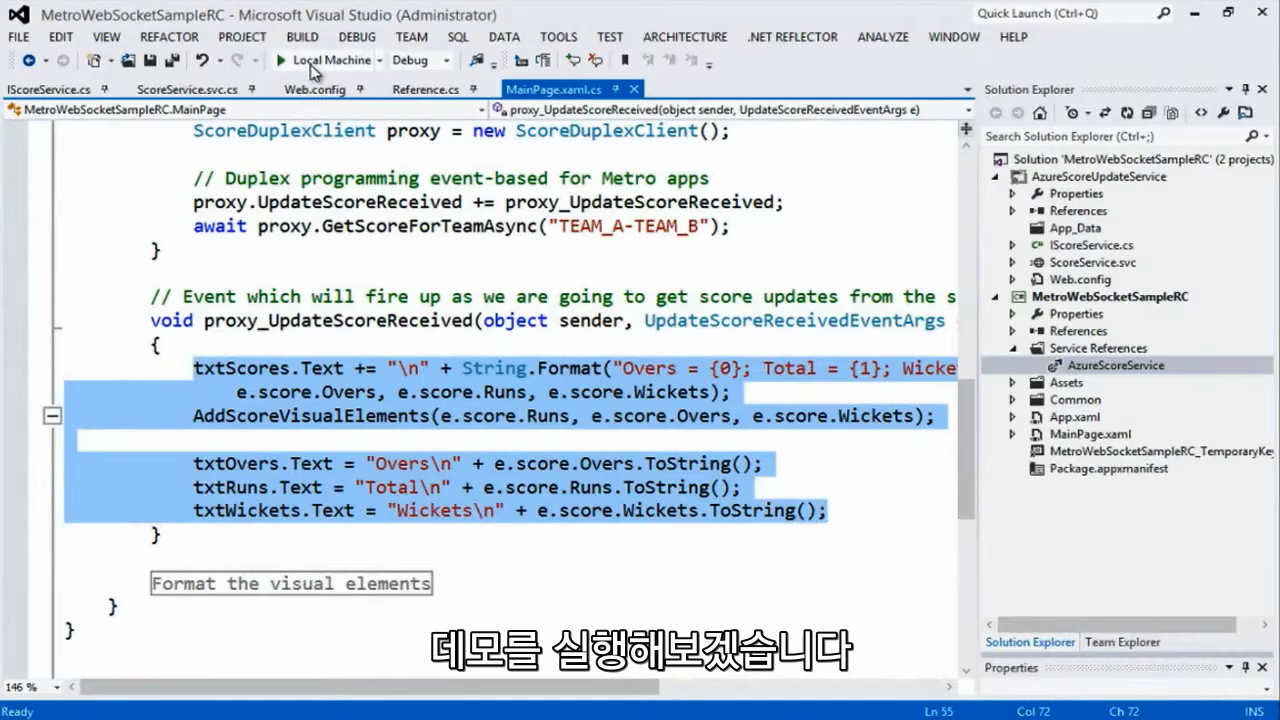 MetroWebSocketSampleRC - Microsoft Visual Studio (Administrator)
Quick Launch (Ctrl+Q)
FILE EDIT VIEW REFACTOR PROJECT BUILD DEBUG TEAM SQL DATA TOOLS TEST ARCHITECTURE .NET REFLECTOR ANALYZE WINDOW HELP
Local Machine Debug
IScoreService.cs ScoreService.svc.cs Web.config Reference.cs MainPage.xaml.cs
MetroWebSocketSampleRC.MainPage
proxy_UpdateScoreReceived(object sender, UpdateScoreReceivedEventArgs e)
ScoreDuplexClient proxy = new ScoreDuplexClient();
// Duplex programming event-based for Metro apps
proxy.UpdateScoreReceived += proxy_UpdateScoreReceived;
await proxy.GetScoreForTeamAsync("TEAM_A-TEAM_B");
}
// Event which will fire up as we are going to get score updates from the s
void proxy_UpdateScoreReceived(object sender, UpdateScoreReceivedEventArgs
{
txtScores.Text += "\n" + String.Format("Overs = {0}; Total = {1}; Wicke
e.score.Overs, e.score.Runs, e.score.Wickets);
AddScoreVisualElements(e.score.Runs, e.score.Overs, e.score.Wickets);
txtOvers.Text = "Overs\n" + e.score.Overs.ToString();
txtRuns.Text = "Total\n" + e.score.Runs.ToString();
txtWickets.Text = "Wickets\n" + e.score.Wickets.ToString();
}
Format the visual elements
}
}
데모를 실행해보겠습니다
146 %
Solution Explorer
Search Solution Explorer (Ctrl+;)
Solution 'MetroWebSocketSampleRC' (2 projects)
AzureScoreUpdateService
Properties
References
App_Data
IScoreService.cs
ScoreService.svc
Web.config
MetroWebSocketSampleRC
Properties
References
Service References
AzureScoreService
Assets
Common
App.xaml
MainPage.xaml
MetroWebSocketSampleRC_TemporaryKey
Package.appxmanifest
Solution Explorer Team Explorer
Properties
Ready Ln 55 Col 72 Ch 72 INS